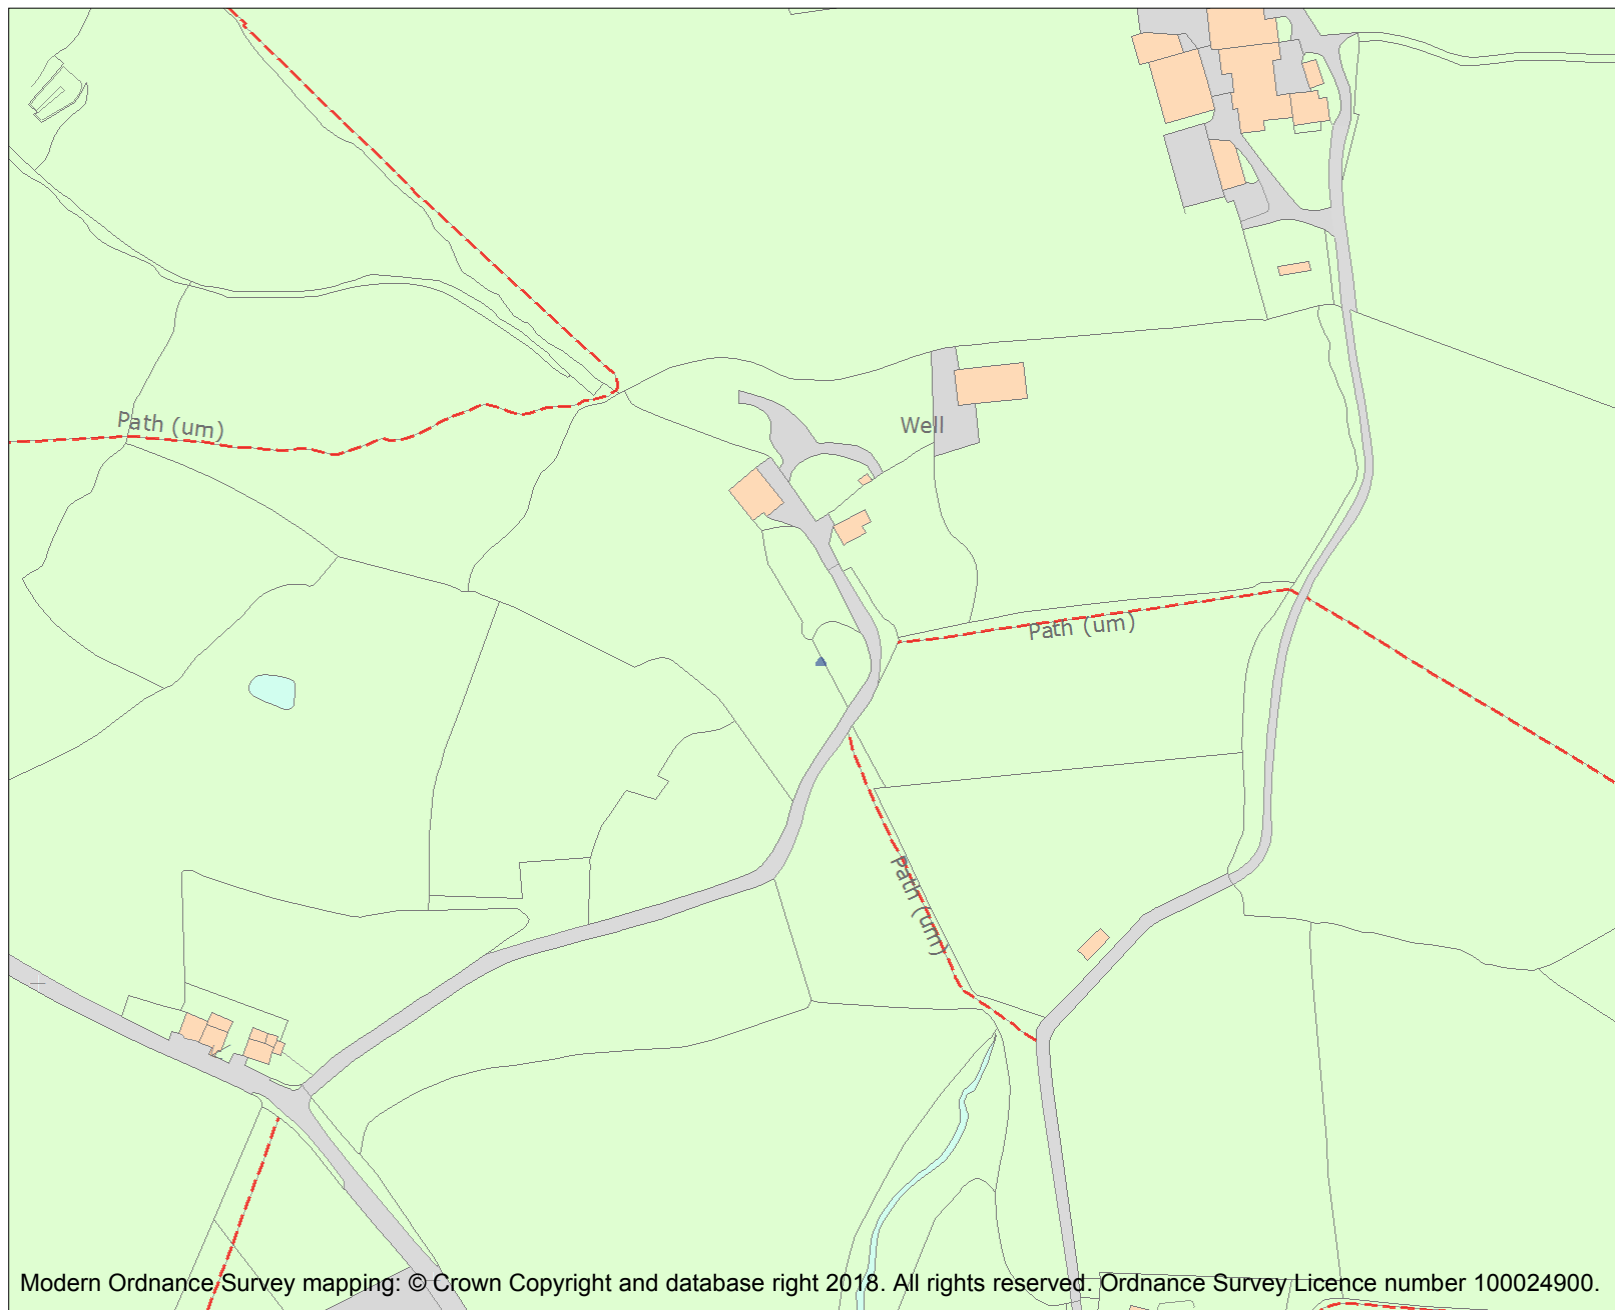 Path (um)
Well
Path (um)
Path (um)
Modern Ordnance Survey mapping: © Crown Copyright and database right 2018. All rights reserved. Ordnance Survey Licence number 100024900.